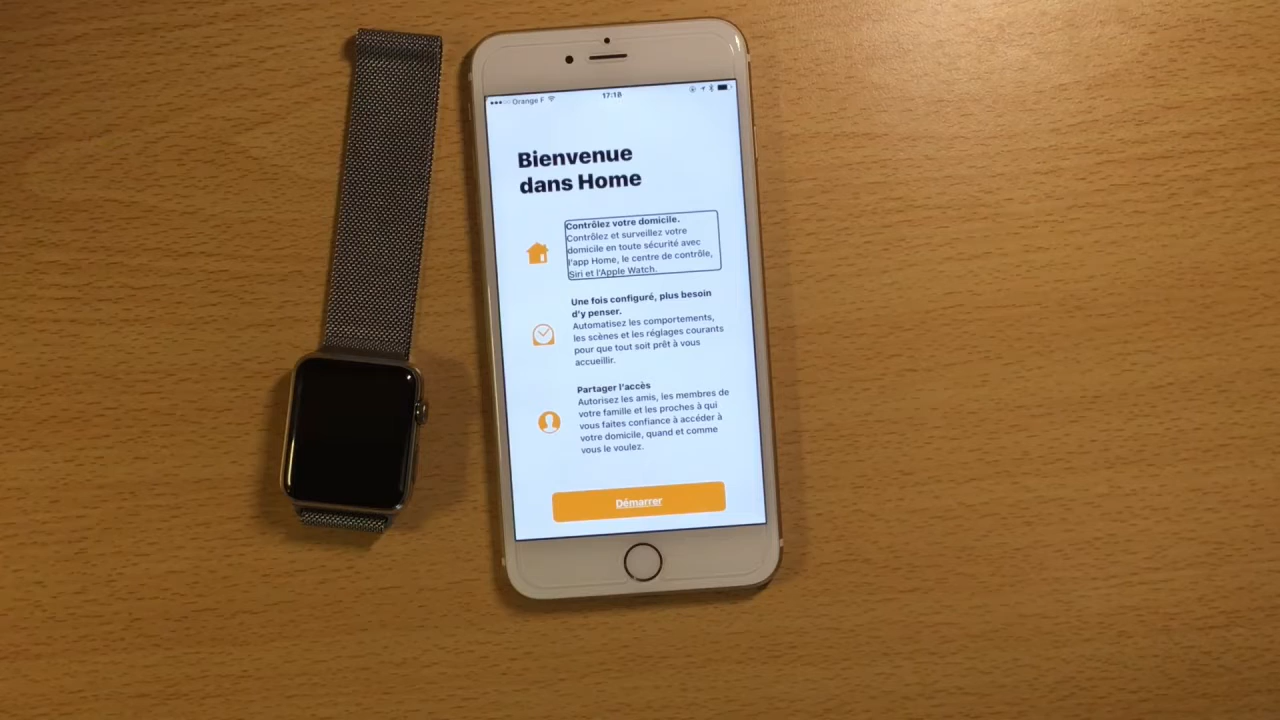 Orange F 17:18
Bienvenue
dans Home
Contrôlez votre domicile.
Contrôlez et surveillez votre
domicile en toute sécurité avec
l'app Home, le centre de contrôle,
Siri et l'Apple Watch.
Une fois configuré, plus besoin
d'y penser.
Automatisez les comportements,
les scènes et les réglages courants
pour que tout soit prêt à vous
accueillir.
Partager l'accès
Autorisez les amis, les membres de
votre famille et les proches à qui
vous faites confiance à accéder à
votre domicile, quand et comme
vous le voulez.
Démarrer